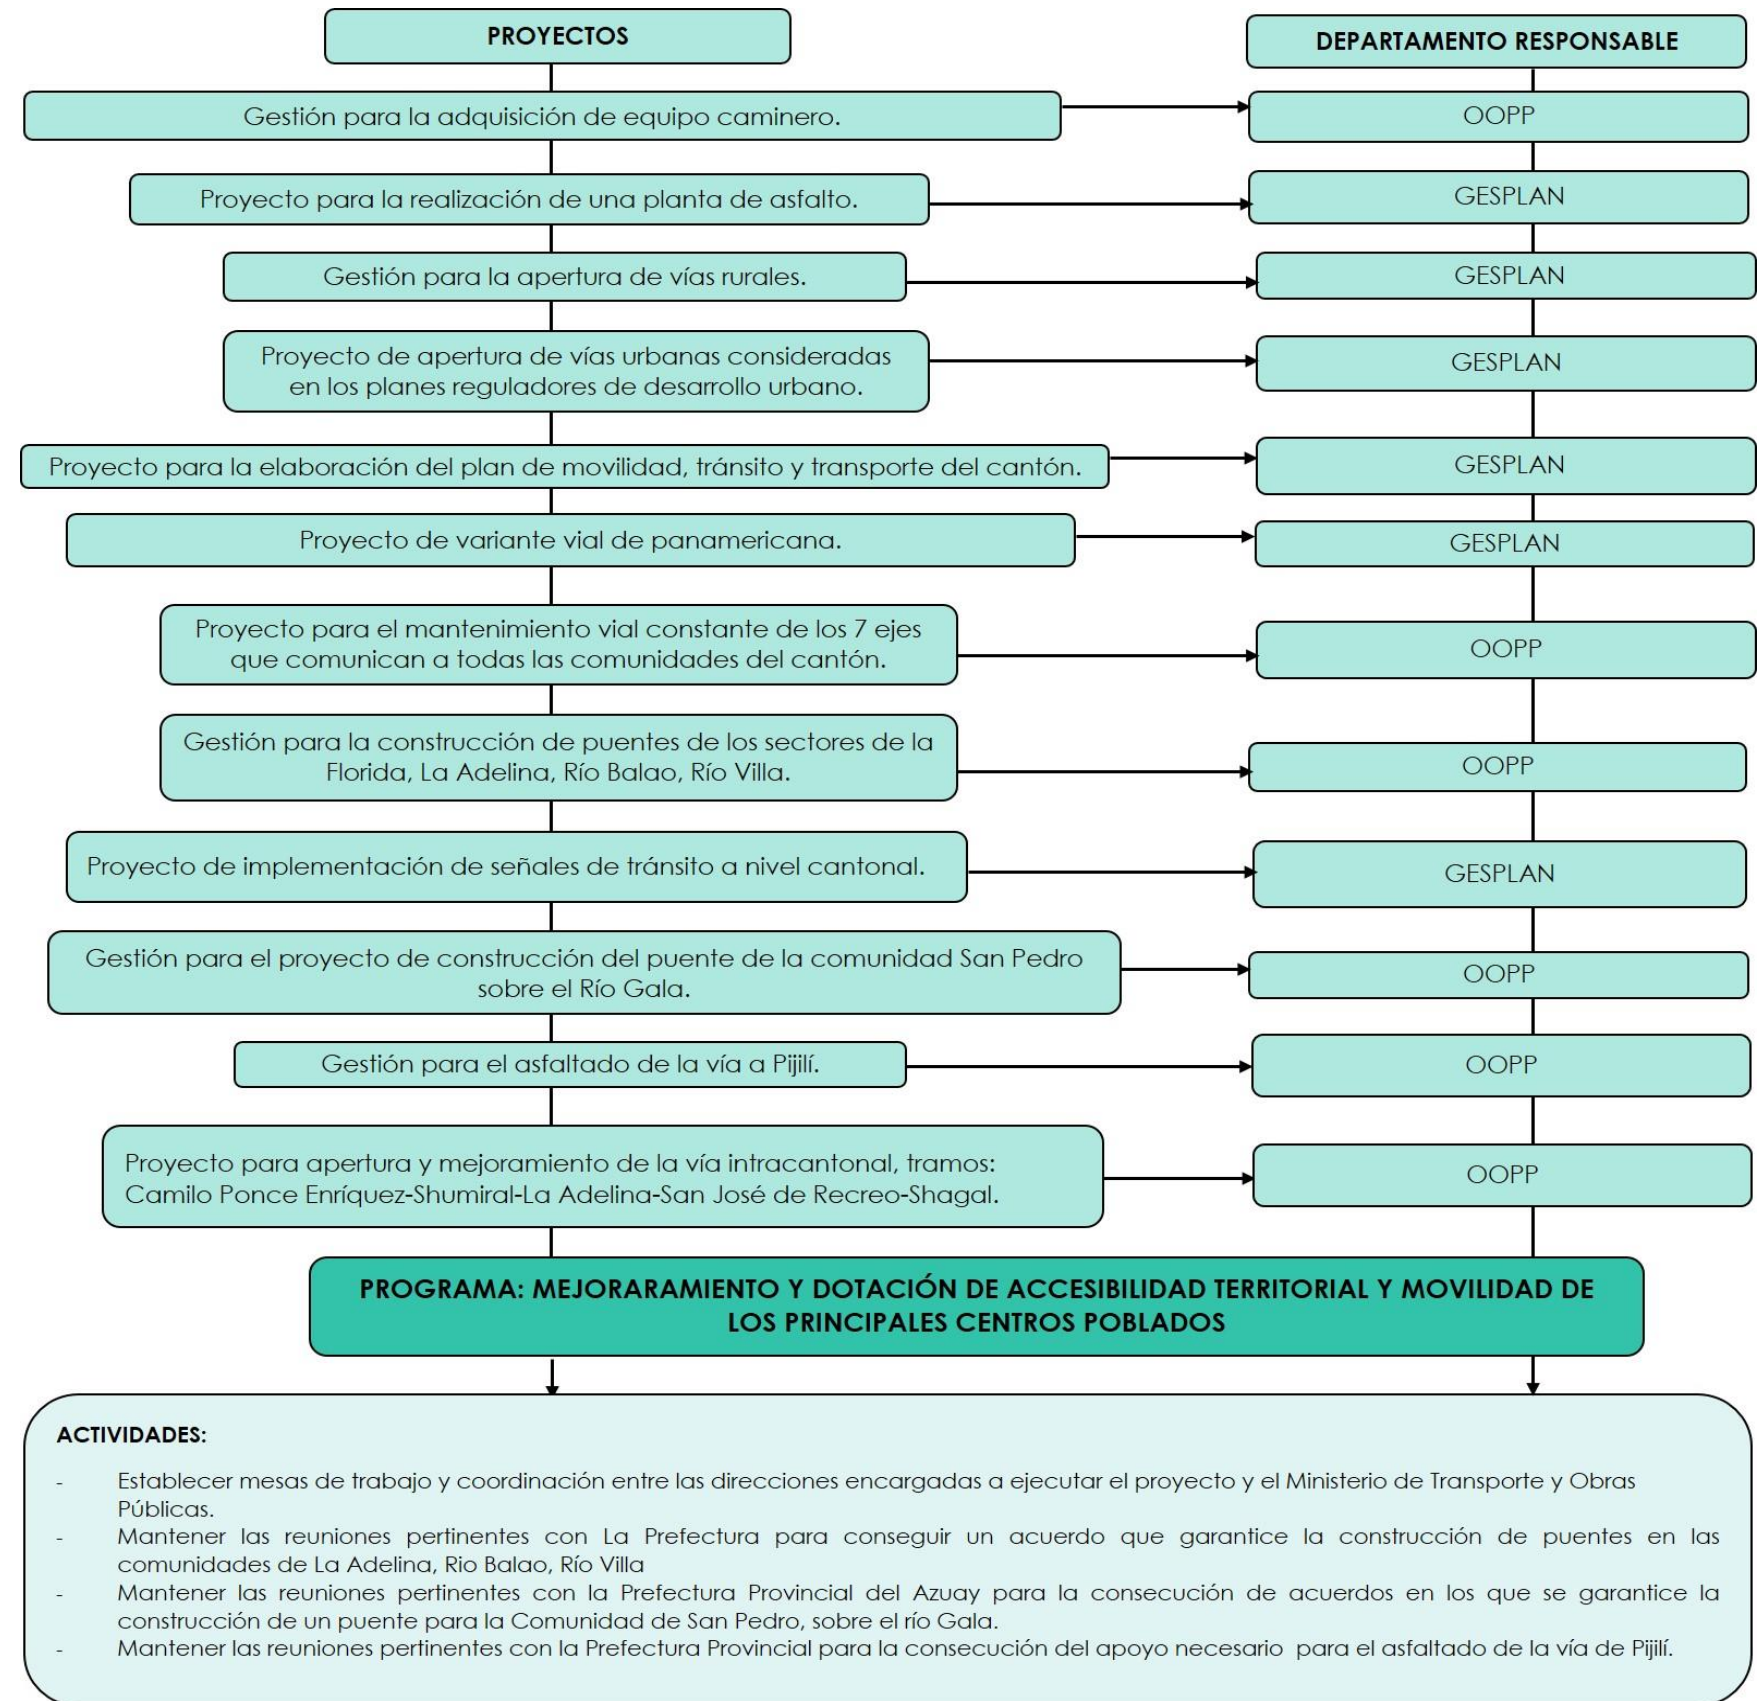 PROYECTOS
DEPARTAMENTO RESPONSABLE
Gestión para la adquisición de equipo caminero.
OOPP
Proyecto para la realización de una planta de asfalto.
GESPLAN
Gestión para la apertura de vías rurales.
GESPLAN
Proyecto de apertura de vías urbanas consideradas
en los planes reguladores de desarrollo urbano.
GESPLAN
Proyecto para la elaboración del plan de movilidad, tránsito y transporte del cantón.
GESPLAN
Proyecto de variante vial de panamericana.
GESPLAN
Proyecto para el mantenimiento vial constante de los 7 ejes
que comunican a todas las comunidades del cantón.
OOPP
Gestión para la construcción de puentes de los sectores de la
Florida, La Adelina, Río Balao, Río Villa.
OOPP
Proyecto de implementación de señales de tránsito a nivel cantonal.
GESPLAN
Gestión para el proyecto de construcción del puente de la comunidad San Pedro
sobre el Río Gala.
OOPP
Gestión para el asfaltado de la vía a Pijilí.
OOPP
Proyecto para apertura y mejoramiento de la vía intracantonal, tramos:
Camilo Ponce Enríquez-Shumiral-La Adelina-San José de Recreo-Shagal.
OOPP
PROGRAMA: MEJORARAMIENTO Y DOTACIÓN DE ACCESIBILIDAD TERRITORIAL Y MOVILIDAD DE
LOS PRINCIPALES CENTROS POBLADOS
ACTIVIDADES:
- Establecer mesas de trabajo y coordinación entre las direcciones encargadas a ejecutar el proyecto y el Ministerio de Transporte y Obras
Públicas.
- Mantener las reuniones pertinentes con La Prefectura para conseguir un acuerdo que garantice la construcción de puentes en las
comunidades de La Adelina, Rio Balao, Río Villa
- Mantener las reuniones pertinentes con la Prefectura Provincial del Azuay para la consecución de acuerdos en los que se garantice la
construcción de un puente para la Comunidad de San Pedro, sobre el río Gala.
- Mantener las reuniones pertinentes con la Prefectura Provincial para la consecución del apoyo necesario para el asfaltado de la vía de Pijilí.